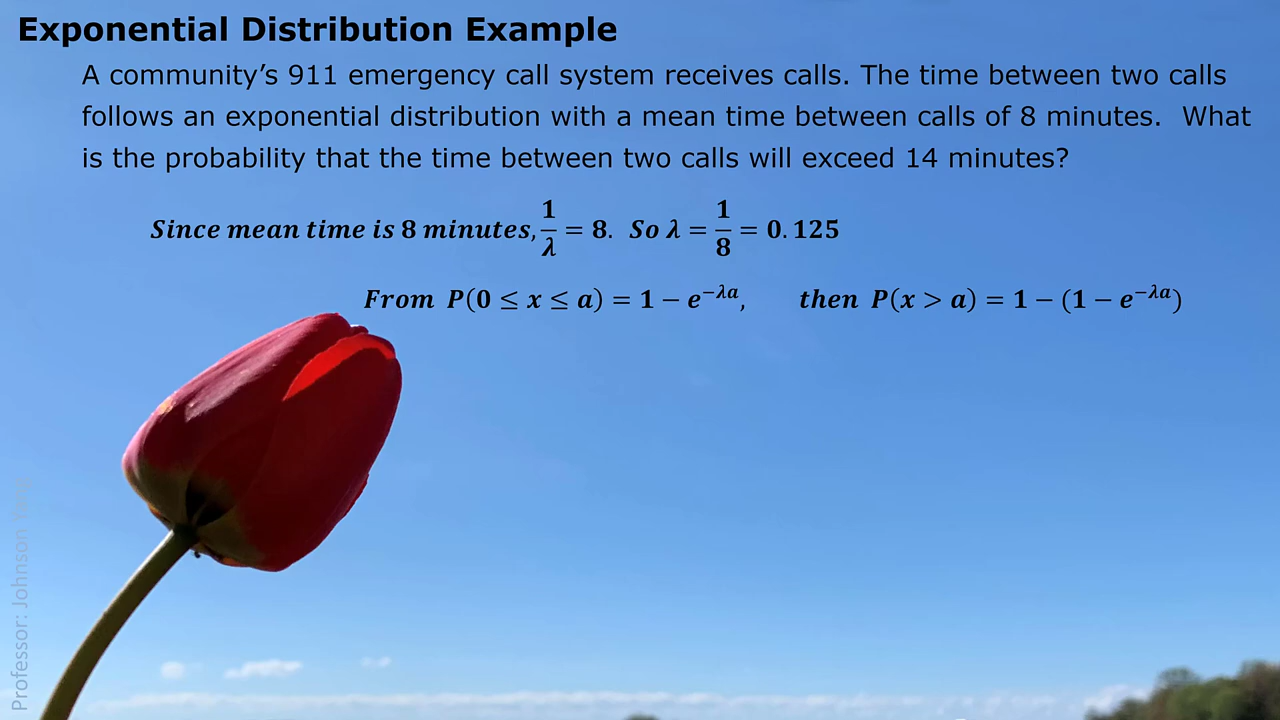 Exponential Distribution Example
A community’s 911 emergency call system receives calls. The time between two calls
follows an exponential distribution with a mean time between calls of 8 minutes.  What
is the probability that the time between two calls will exceed 14 minutes?
Since mean time is 8 minutes, 1/λ = 8.  So λ = 1/8 = 0.125
From P(0 ≤ x ≤ a) = 1 − e^{−λa},  then P(x > a) = 1 − (1 − e^{−λa})
Professor: Johnson